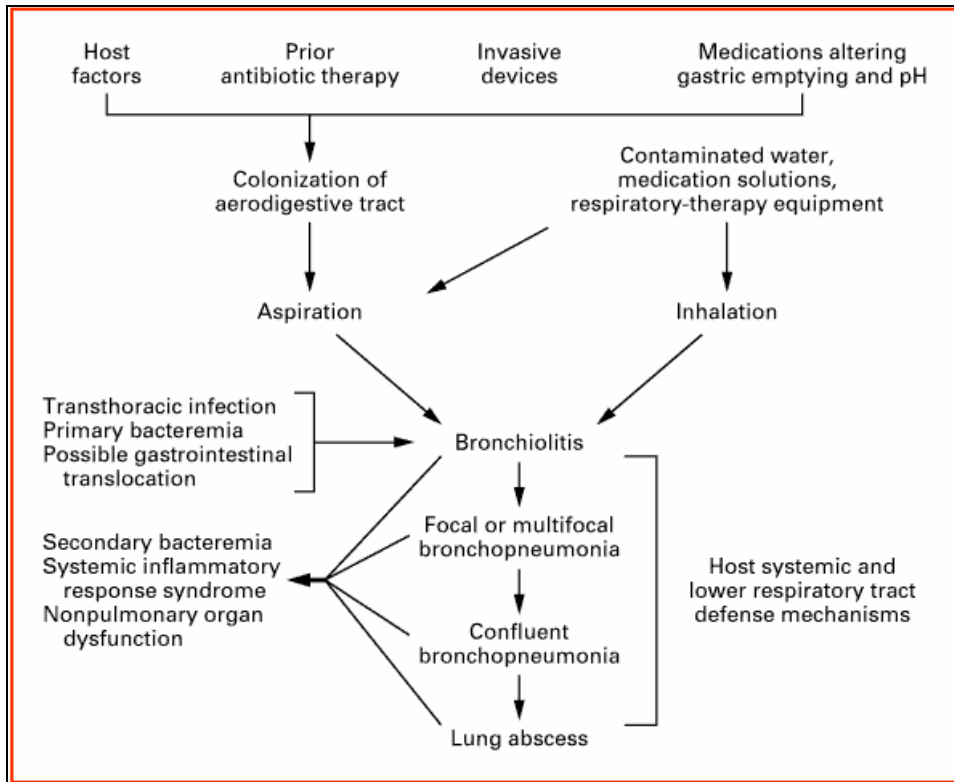 Host
factors
Prior
antibiotic therapy
Invasive
devices
Medications altering
gastric emptying and pH
Colonization of
aerodigestive tract
Contaminated water,
medication solutions,
respiratory-therapy equipment
Aspiration
Inhalation
Transthoracic infection
Primary bacteremia
Possible gastrointestinal
translocation
Bronchiolitis
Focal or multifocal
bronchopneumonia
Secondary bacteremia
Systemic inflammatory
response syndrome
Nonpulmonary organ
dysfunction
Host systemic and
lower respiratory tract
defense mechanisms
Confluent
bronchopneumonia
Lung abscess